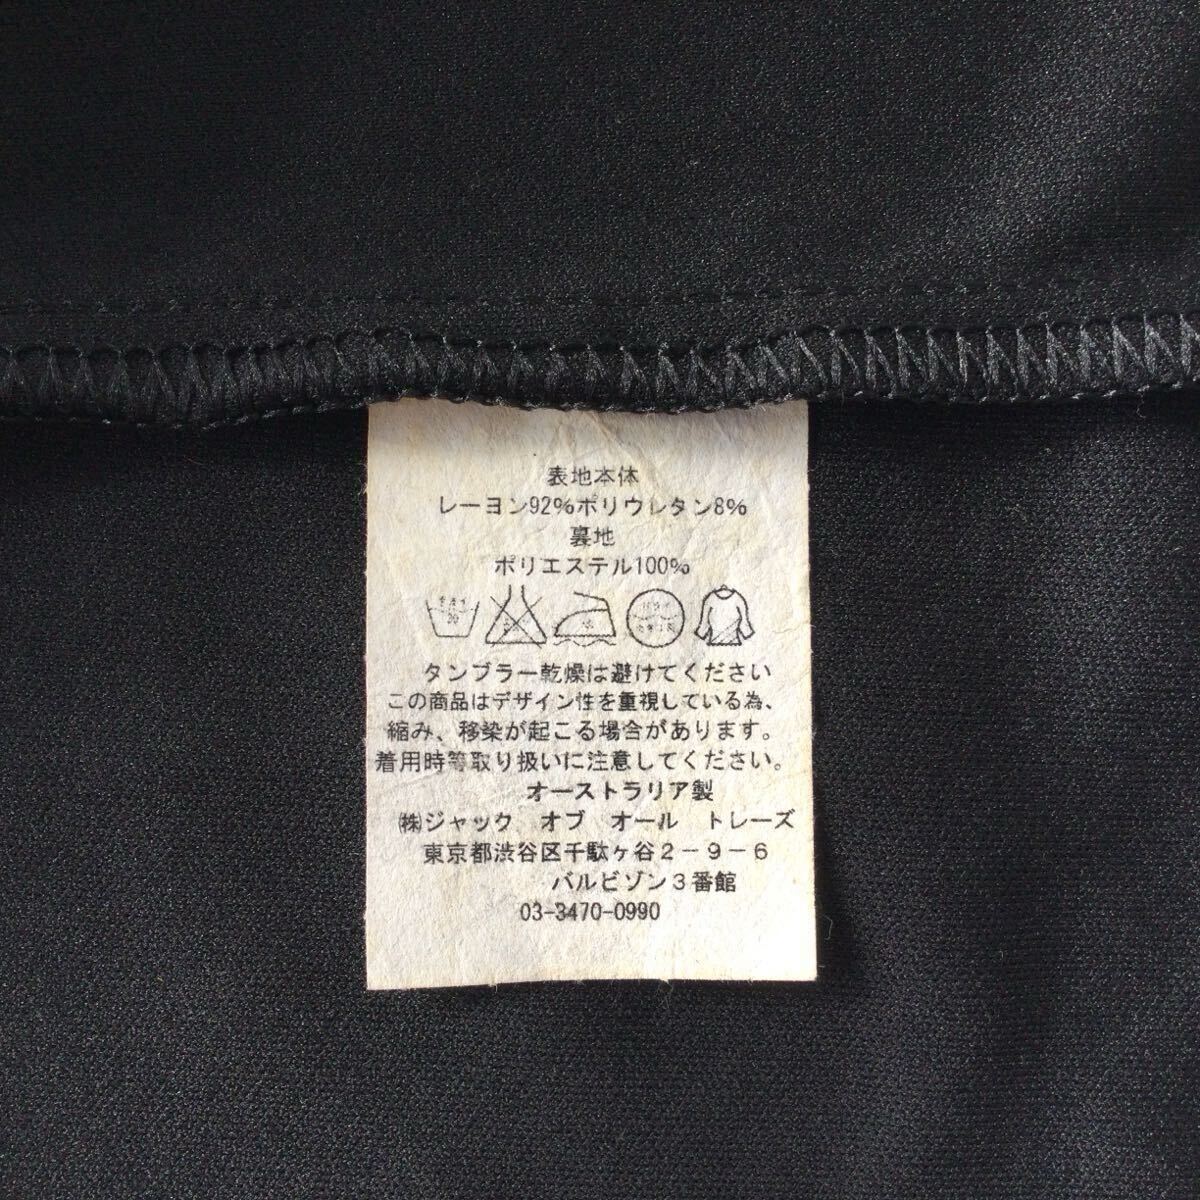 表地本体
レーヨン92%ポリウレタン8%
裏地
ポリエステル100%
タンブラー乾燥は避けてください
この商品はデザイン性を重視している為、
縮み、移染が起こる場合があります。
着用時等取り扱いに注意してください。
オーストラリア製
㈱ジャック オブ オール トレーズ
東京都渋谷区千駄ヶ谷2-9-6
バルビゾン3番館
03-3470-0990